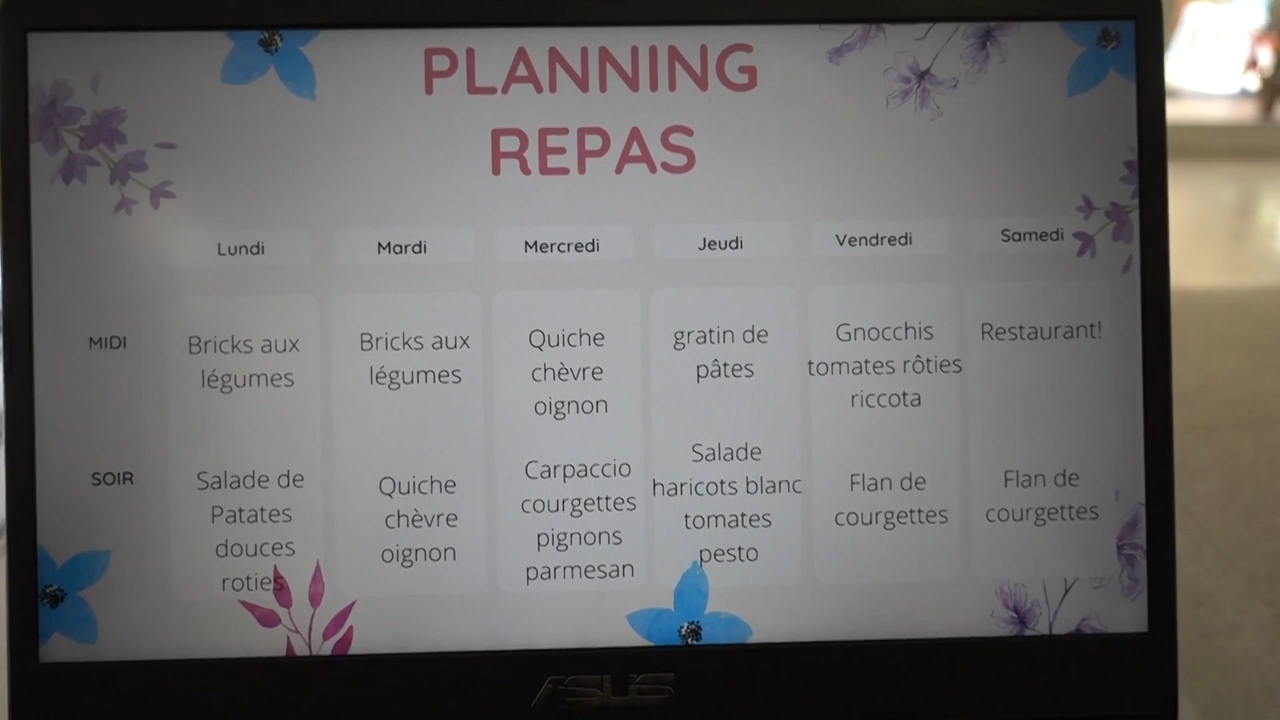 PLANNING
REPAS
Lundi
Mardi
Mercredi
Jeudi
Vendredi
Samedi
MIDI
Bricks aux
légumes
Bricks aux
légumes
Quiche
chèvre
oignon
gratin de
pâtes
Gnocchis
tomates rôties
riccota
Restaurant!
SOIR
Salade de
Patates
douces
roties
Quiche
chèvre
oignon
Carpaccio
courgettes
pignons
parmesan
Salade
haricots blanc
tomates
pesto
Flan de
courgettes
Flan de
courgettes
ASUS